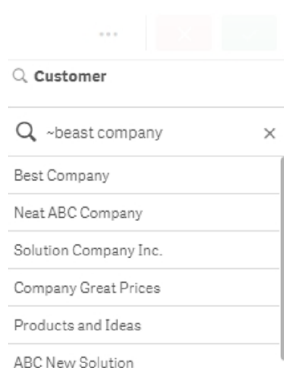 Customer
~beast company
Best Company
Neat ABC Company
Solution Company Inc.
Company Great Prices
Products and Ideas
ABC New Solution